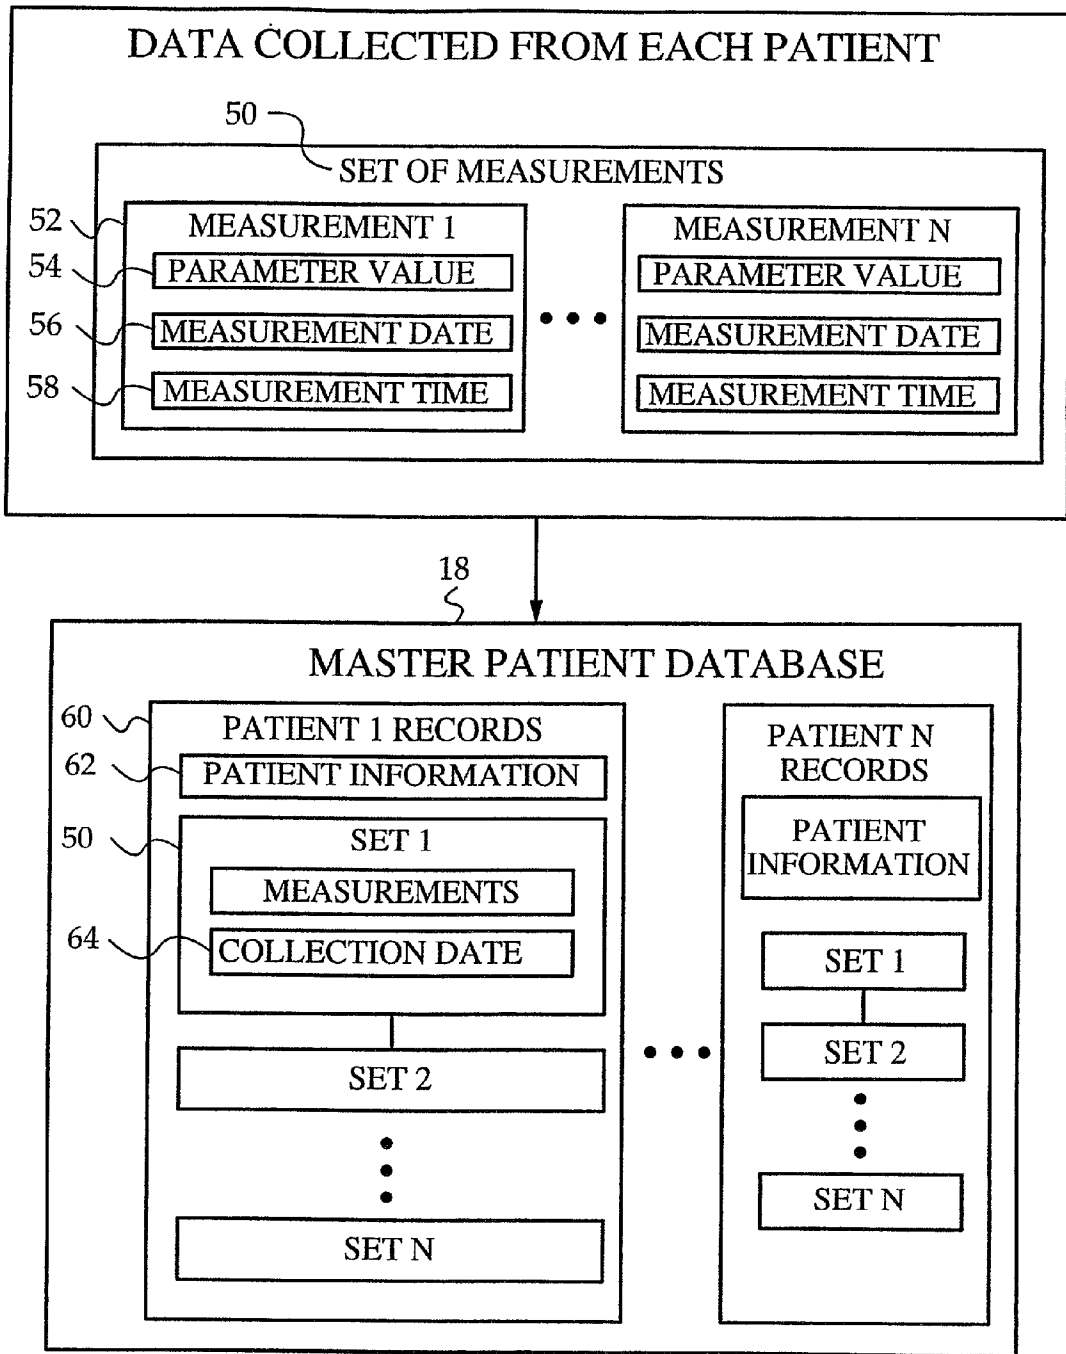 DATA COLLECTED FROM EACH PATIENT
50
SET OF MEASUREMENTS
52
MEASUREMENT 1
54
PARAMETER VALUE
56
MEASUREMENT DATE
58
MEASUREMENT TIME
MEASUREMENT N
PARAMETER VALUE
MEASUREMENT DATE
MEASUREMENT TIME
18
MASTER PATIENT DATABASE
60
PATIENT 1 RECORDS
62
PATIENT INFORMATION
50
SET 1
MEASUREMENTS
64
COLLECTION DATE
SET 2
SET N
PATIENT N
RECORDS
PATIENT
INFORMATION
SET 1
SET 2
SET N